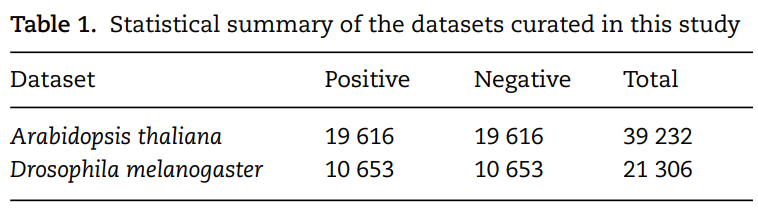 Table 1. Statistical summary of the datasets curated in this study
Dataset Positive Negative Total
Arabidopsis thaliana 19 616 19 616 39 232
Drosophila melanogaster 10 653 10 653 21 306